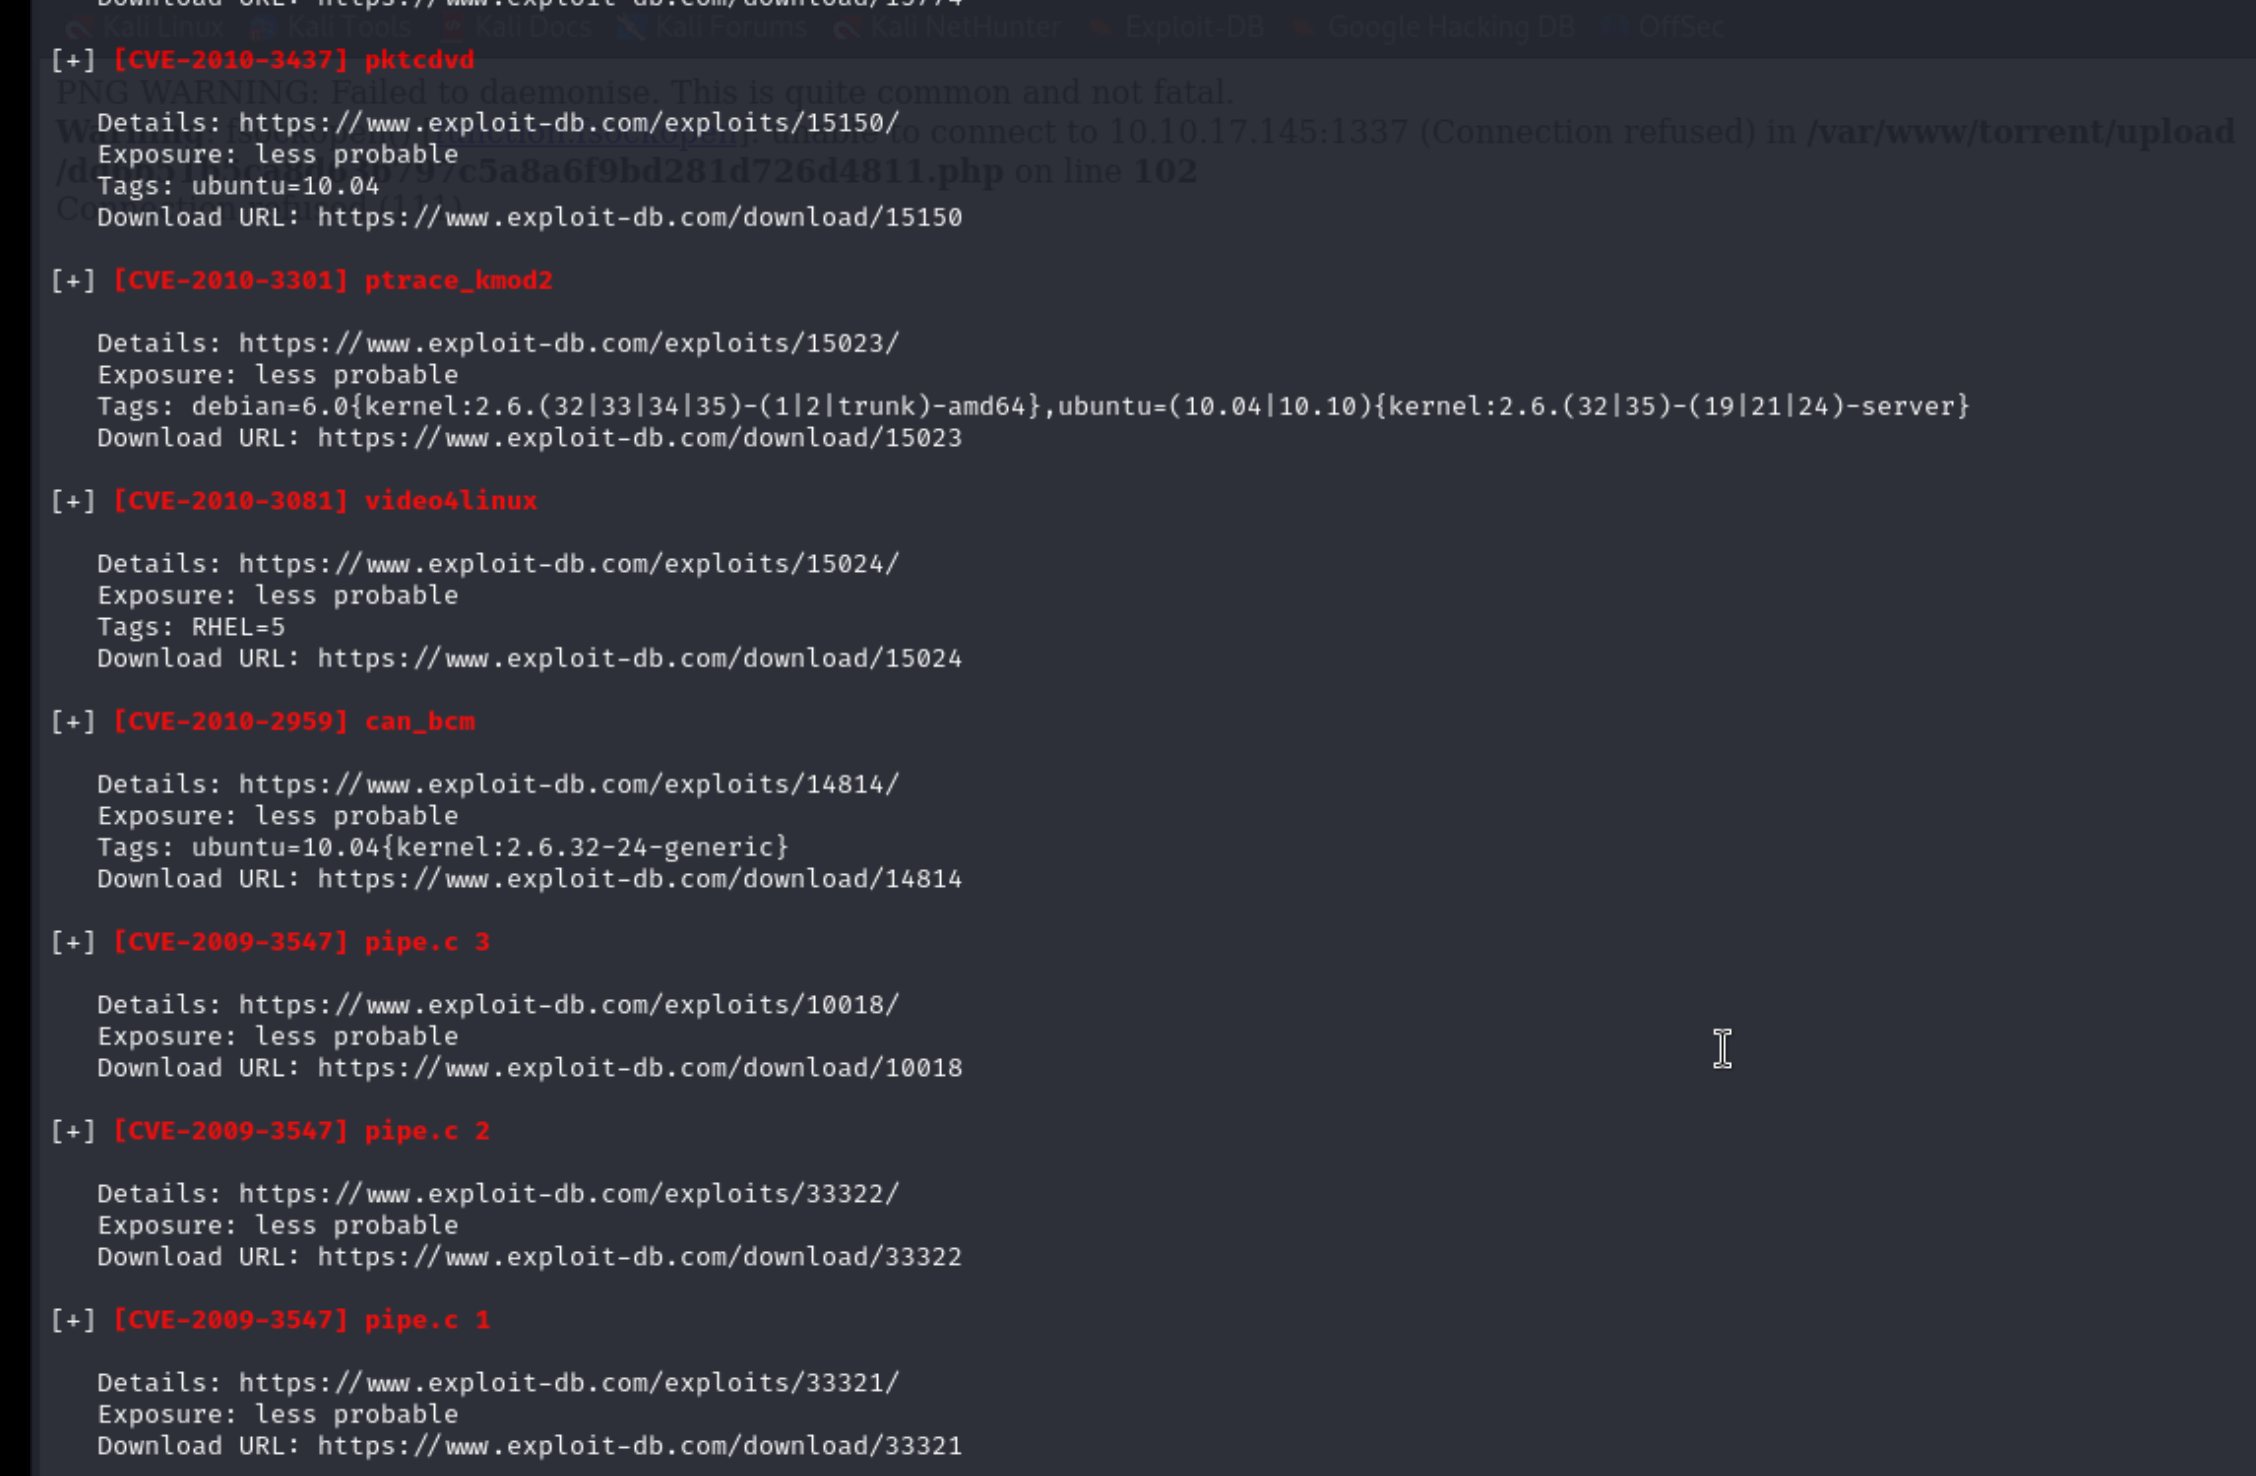 Download URL: https://www.exploit-db.com/download/15774
Kali Linux Kali Tools Kali Docs Kali Forums Kali NetHunter Exploit-DB Google Hacking DB OffSec
[+] [CVE-2010-3437] pktcdvd
PNG WARNING: Failed to daemonise. This is quite common and not fatal.
Details: https://www.exploit-db.com/exploits/15150/
to connect to 10.10.17.145:1337 (Connection refused) in /var/www/torrent/upload
Exposure: less probable
797c5a8a6f9bd281d726d4811.php on line 102
Tags: ubuntu=10.04
Download URL: https://www.exploit-db.com/download/15150
[+] [CVE-2010-3301] ptrace_kmod2
Details: https://www.exploit-db.com/exploits/15023/
Exposure: less probable
Tags: debian=6.0{kernel:2.6.(32|33|34|35)-(1|2|trunk)-amd64},ubuntu=(10.04|10.10){kernel:2.6.(32|35)-(19|21|24)-server}
Download URL: https://www.exploit-db.com/download/15023
[+] [CVE-2010-3081] video4linux
Details: https://www.exploit-db.com/exploits/15024/
Exposure: less probable
Tags: RHEL=5
Download URL: https://www.exploit-db.com/download/15024
[+] [CVE-2010-2959] can_bcm
Details: https://www.exploit-db.com/exploits/14814/
Exposure: less probable
Tags: ubuntu=10.04{kernel:2.6.32-24-generic}
Download URL: https://www.exploit-db.com/download/14814
[+] [CVE-2009-3547] pipe.c 3
Details: https://www.exploit-db.com/exploits/10018/
Exposure: less probable
Download URL: https://www.exploit-db.com/download/10018
[+] [CVE-2009-3547] pipe.c 2
Details: https://www.exploit-db.com/exploits/33322/
Exposure: less probable
Download URL: https://www.exploit-db.com/download/33322
[+] [CVE-2009-3547] pipe.c 1
Details: https://www.exploit-db.com/exploits/33321/
Exposure: less probable
Download URL: https://www.exploit-db.com/download/33321